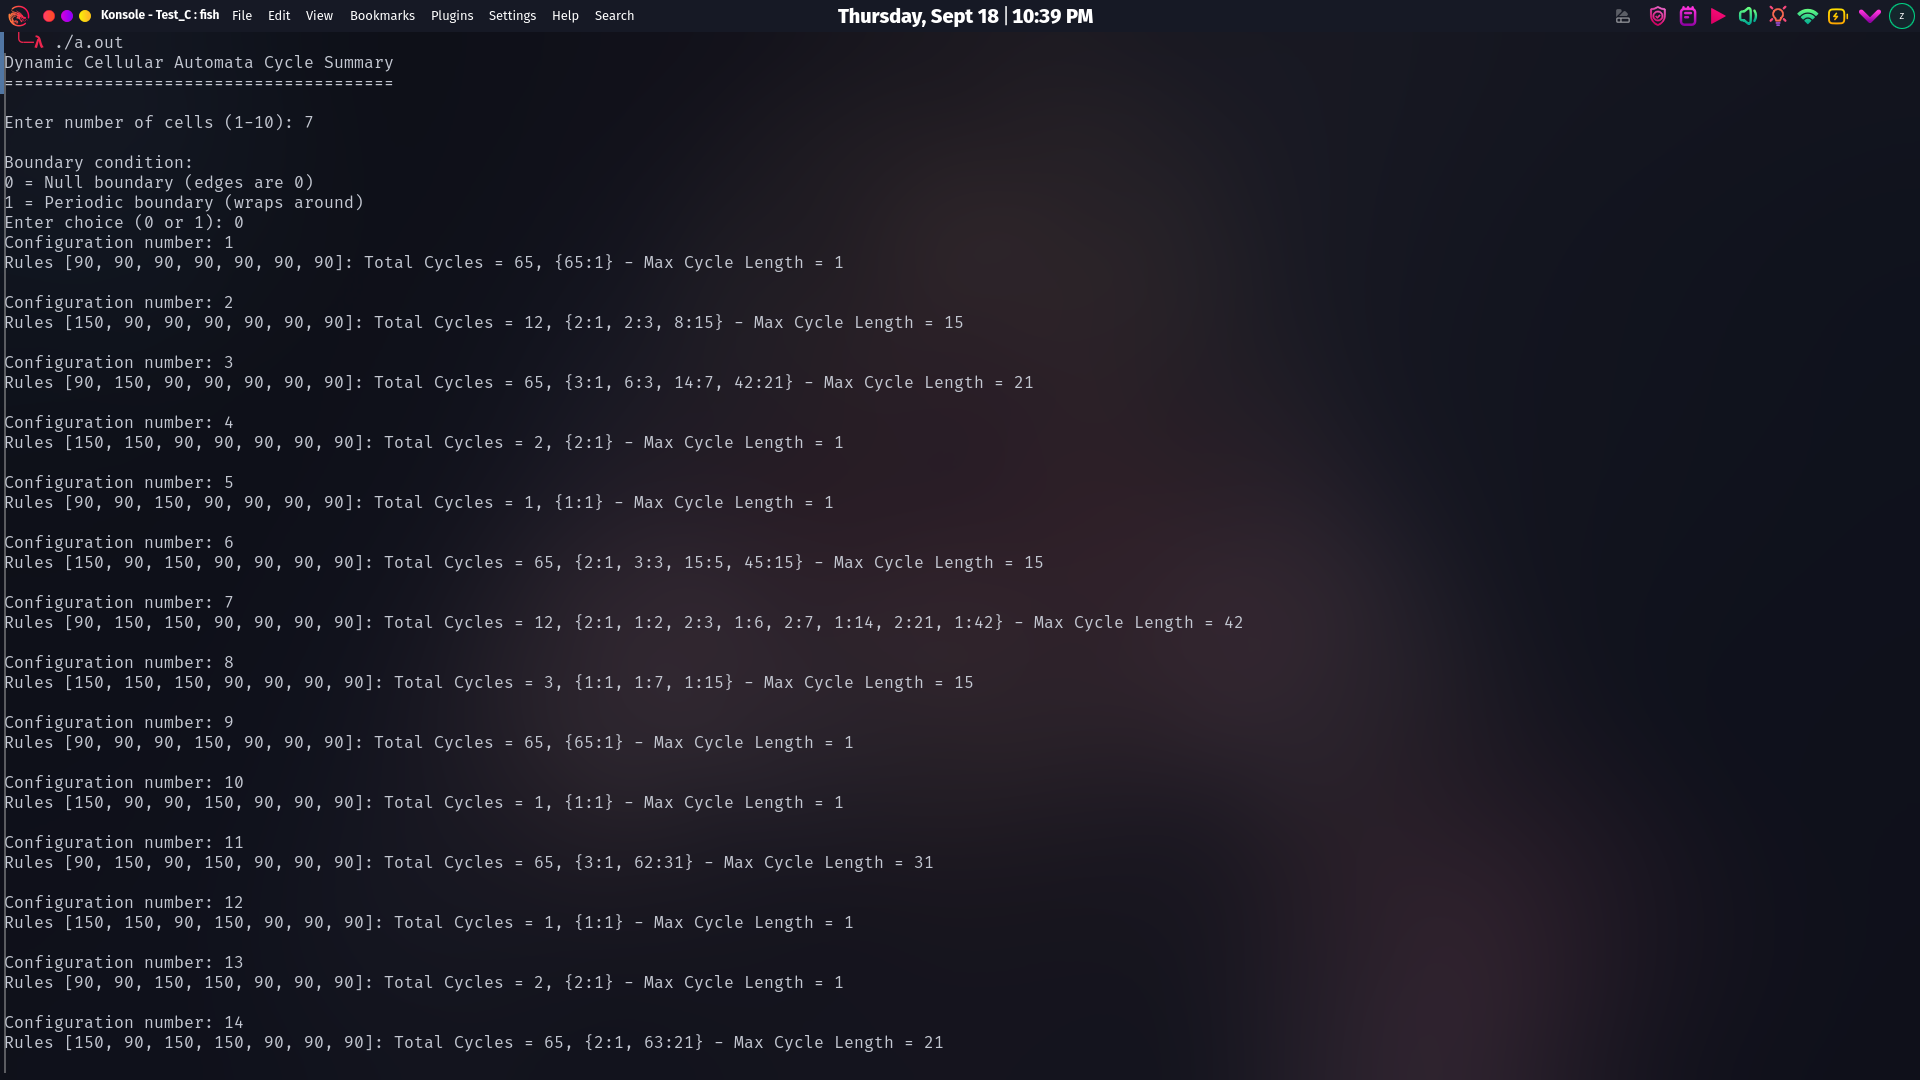 Konsole - Test_C : fish File Edit View Bookmarks Plugins Settings Help Search Thursday, Sept 18 | 10:39 PM z
λ ./a.out
Dynamic Cellular Automata Cycle Summary
=======================================
Enter number of cells (1-10): 7
Boundary condition:
0 = Null boundary (edges are 0)
1 = Periodic boundary (wraps around)
Enter choice (0 or 1): 0
Configuration number: 1
Rules [90, 90, 90, 90, 90, 90, 90]: Total Cycles = 65, {65:1} - Max Cycle Length = 1
Configuration number: 2
Rules [150, 90, 90, 90, 90, 90, 90]: Total Cycles = 12, {2:1, 2:3, 8:15} - Max Cycle Length = 15
Configuration number: 3
Rules [90, 150, 90, 90, 90, 90, 90]: Total Cycles = 65, {3:1, 6:3, 14:7, 42:21} - Max Cycle Length = 21
Configuration number: 4
Rules [150, 150, 90, 90, 90, 90, 90]: Total Cycles = 2, {2:1} - Max Cycle Length = 1
Configuration number: 5
Rules [90, 90, 150, 90, 90, 90, 90]: Total Cycles = 1, {1:1} - Max Cycle Length = 1
Configuration number: 6
Rules [150, 90, 150, 90, 90, 90, 90]: Total Cycles = 65, {2:1, 3:3, 15:5, 45:15} - Max Cycle Length = 15
Configuration number: 7
Rules [90, 150, 150, 90, 90, 90, 90]: Total Cycles = 12, {2:1, 1:2, 2:3, 1:6, 2:7, 1:14, 2:21, 1:42} - Max Cycle Length = 42
Configuration number: 8
Rules [150, 150, 150, 90, 90, 90, 90]: Total Cycles = 3, {1:1, 1:7, 1:15} - Max Cycle Length = 15
Configuration number: 9
Rules [90, 90, 90, 150, 90, 90, 90]: Total Cycles = 65, {65:1} - Max Cycle Length = 1
Configuration number: 10
Rules [150, 90, 90, 150, 90, 90, 90]: Total Cycles = 1, {1:1} - Max Cycle Length = 1
Configuration number: 11
Rules [90, 150, 90, 150, 90, 90, 90]: Total Cycles = 65, {3:1, 62:31} - Max Cycle Length = 31
Configuration number: 12
Rules [150, 150, 90, 150, 90, 90, 90]: Total Cycles = 1, {1:1} - Max Cycle Length = 1
Configuration number: 13
Rules [90, 90, 150, 150, 90, 90, 90]: Total Cycles = 2, {2:1} - Max Cycle Length = 1
Configuration number: 14
Rules [150, 90, 150, 150, 90, 90, 90]: Total Cycles = 65, {2:1, 63:21} - Max Cycle Length = 21